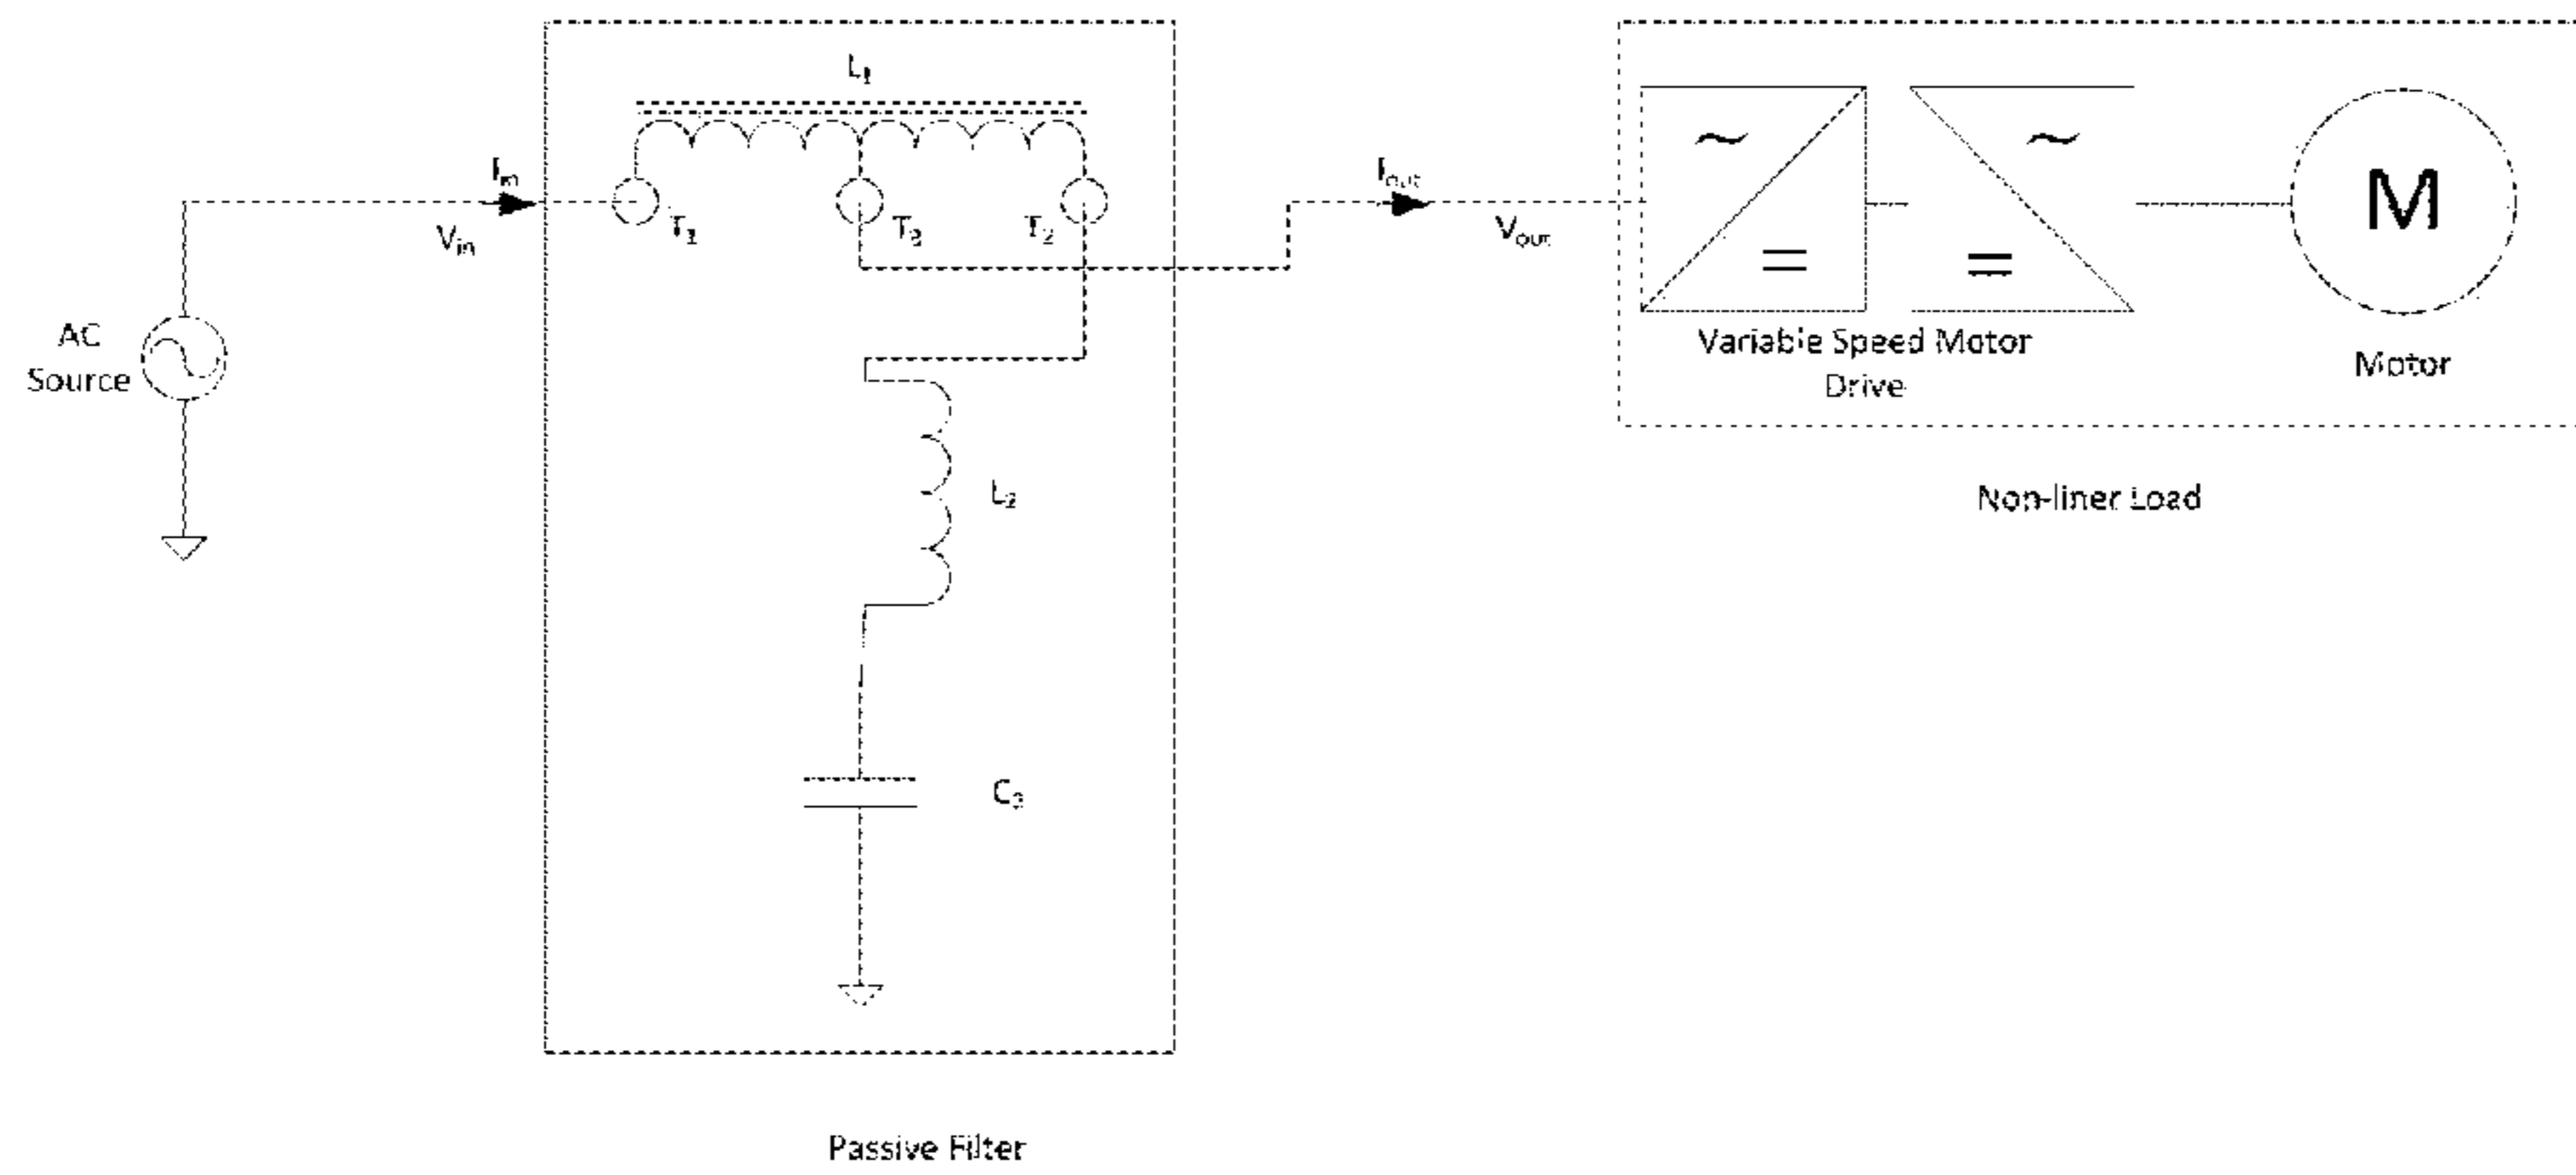 L₁
Iᵢₙ
Vᵢₙ
T₁
T₃
T₂
Iₒᵤₜ
Vₒᵤₜ
~
=
~
=
M
AC
Source
Variable Speed Motor
Drive
Motor
L₂
Non-liner Load
C₃
Passive Filter